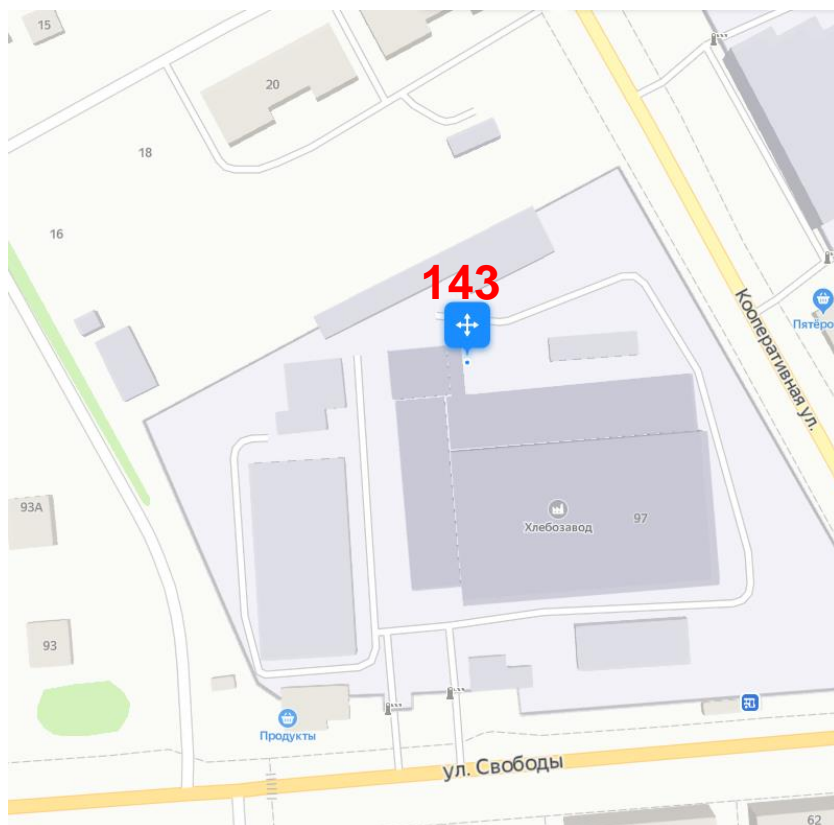 15
20
18
16
143
Пятёро
Кооперативная ул.
93А
Хлебозавод
97
93
Продукты
ул. Свободы
62